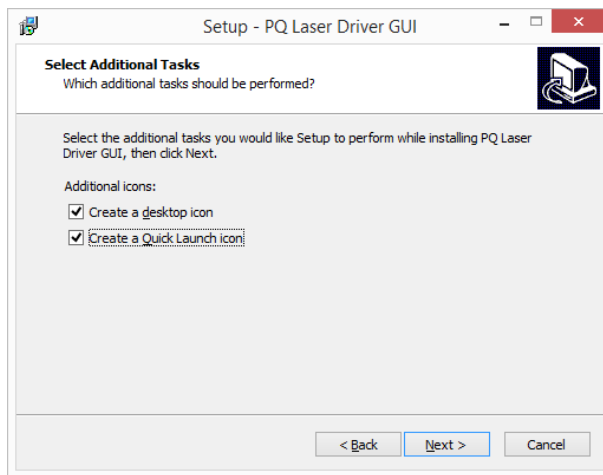 Setup - PQ Laser Driver GUI
Select Additional Tasks
Which additional tasks should be performed?
Select the additional tasks you would like Setup to perform while installing PQ Laser
Driver GUI, then click Next.
Additional icons:
Create a desktop icon
Create a Quick Launch icon
< Back
Next >
Cancel